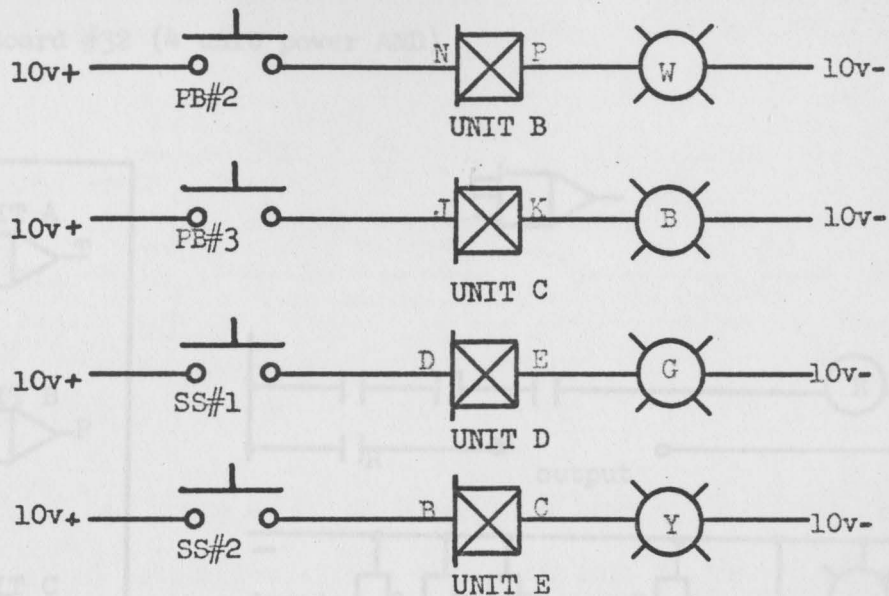 10v+ PB#2 N P UNIT B W 10v-
10v+ PB#3 J K UNIT C B 10v-
10v+ SS#1 D E UNIT D G 10v-
10v+ SS#2 B C UNIT E Y 10v-